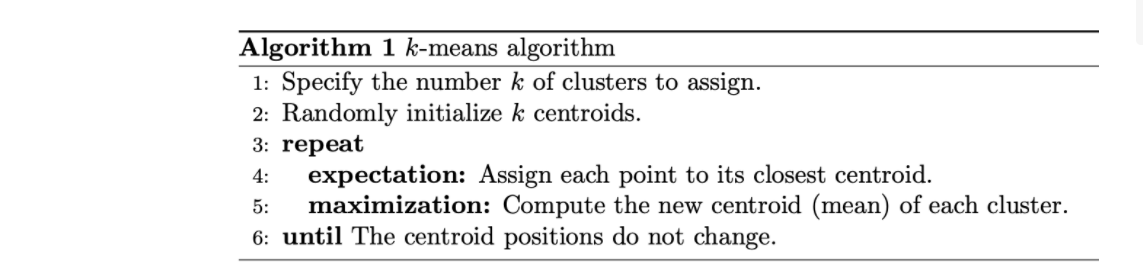 Algorithm 1 k-means algorithm
1: Specify the number k of clusters to assign.
2: Randomly initialize k centroids.
3: repeat
4: expectation: Assign each point to its closest centroid.
5: maximization: Compute the new centroid (mean) of each cluster.
6: until The centroid positions do not change.